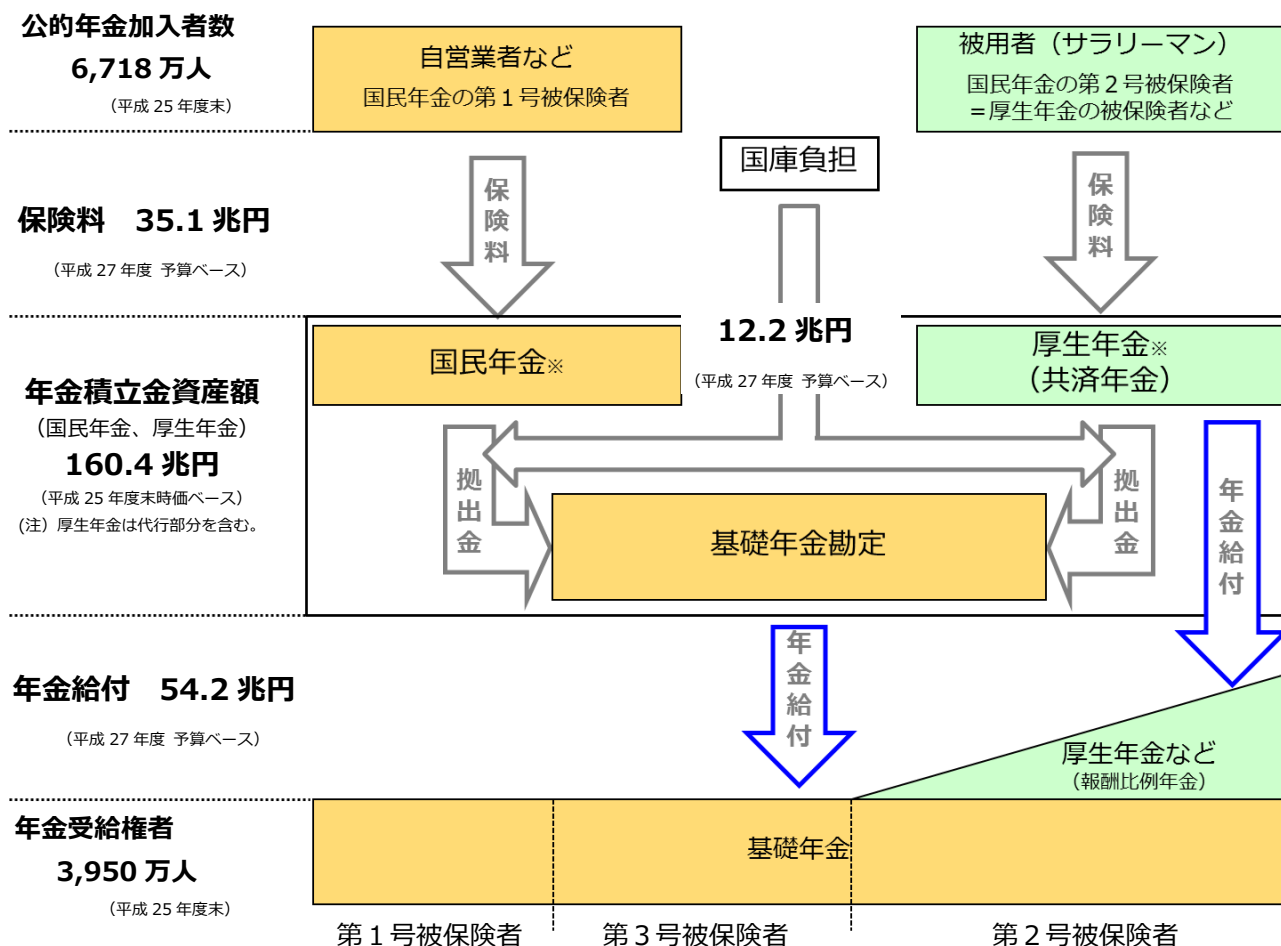 公的年金加入者数
6,718 万人
（平成 25 年度末）
自営業者など
国民年金の第１号被保険者
被用者（サラリーマン）
国民年金の第２号被保険者
＝厚生年金の被保険者など
国庫負担
保険料
保険料
保険料　35.1 兆円
（平成 27 年度 予算ベース）
12.2 兆円
（平成 27 年度 予算ベース）
国民年金※
厚生年金※
（共済年金）
年金積立金資産額
（国民年金、厚生年金）
160.4 兆円
（平成 25 年度末時価ベース）
(注）厚生年金は代行部分を含む。
拠出金
基礎年金勘定
拠出金
年金給付
年金給付
年金給付　54.2 兆円
（平成 27 年度 予算ベース）
厚生年金など
（報酬比例年金）
年金受給権者
3,950 万人
（平成 25 年度末）
基礎年金
第１号被保険者
第３号被保険者
第２号被保険者